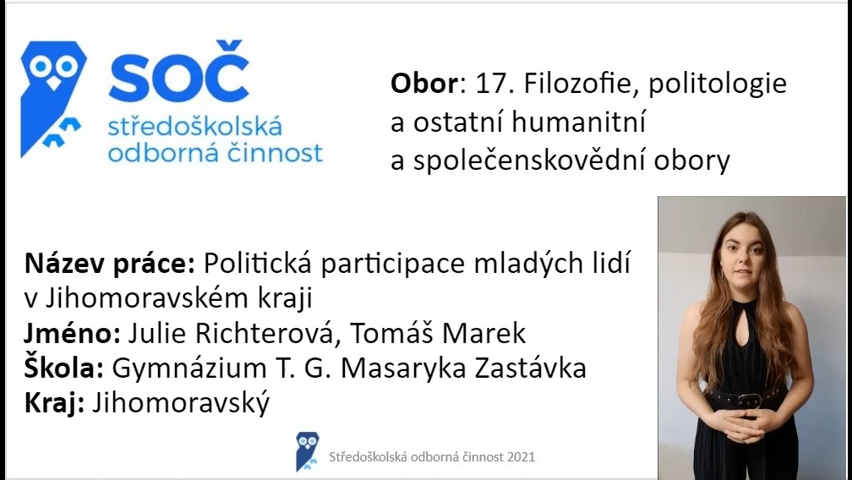 SOČ
středoškolská
odborná činnost
Obor: 17. Filozofie, politologie
a ostatní humanitní
a společenskovědní obory
Název práce: Politická participace mladých lidí
v Jihomoravském kraji
Jméno: Julie Richterová, Tomáš Marek
Škola: Gymnázium T. G. Masaryka Zastávka
Kraj: Jihomoravský
Středoškolská odborná činnost 2021